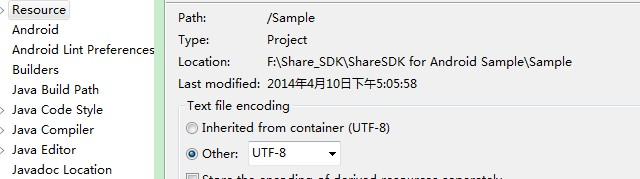 Resource
Android
Android Lint Preferences
Builders
Java Build Path
Java Code Style
Java Compiler
Java Editor
Javadoc Location
Path: /Sample
Type: Project
Location: F:\Share_SDK\ShareSDK for Android Sample\Sample
Last modified: 2014年4月10日下午5:05:58
Text file encoding
Inherited from container (UTF-8)
Other: UTF-8
Store the encoding of derived resources separately